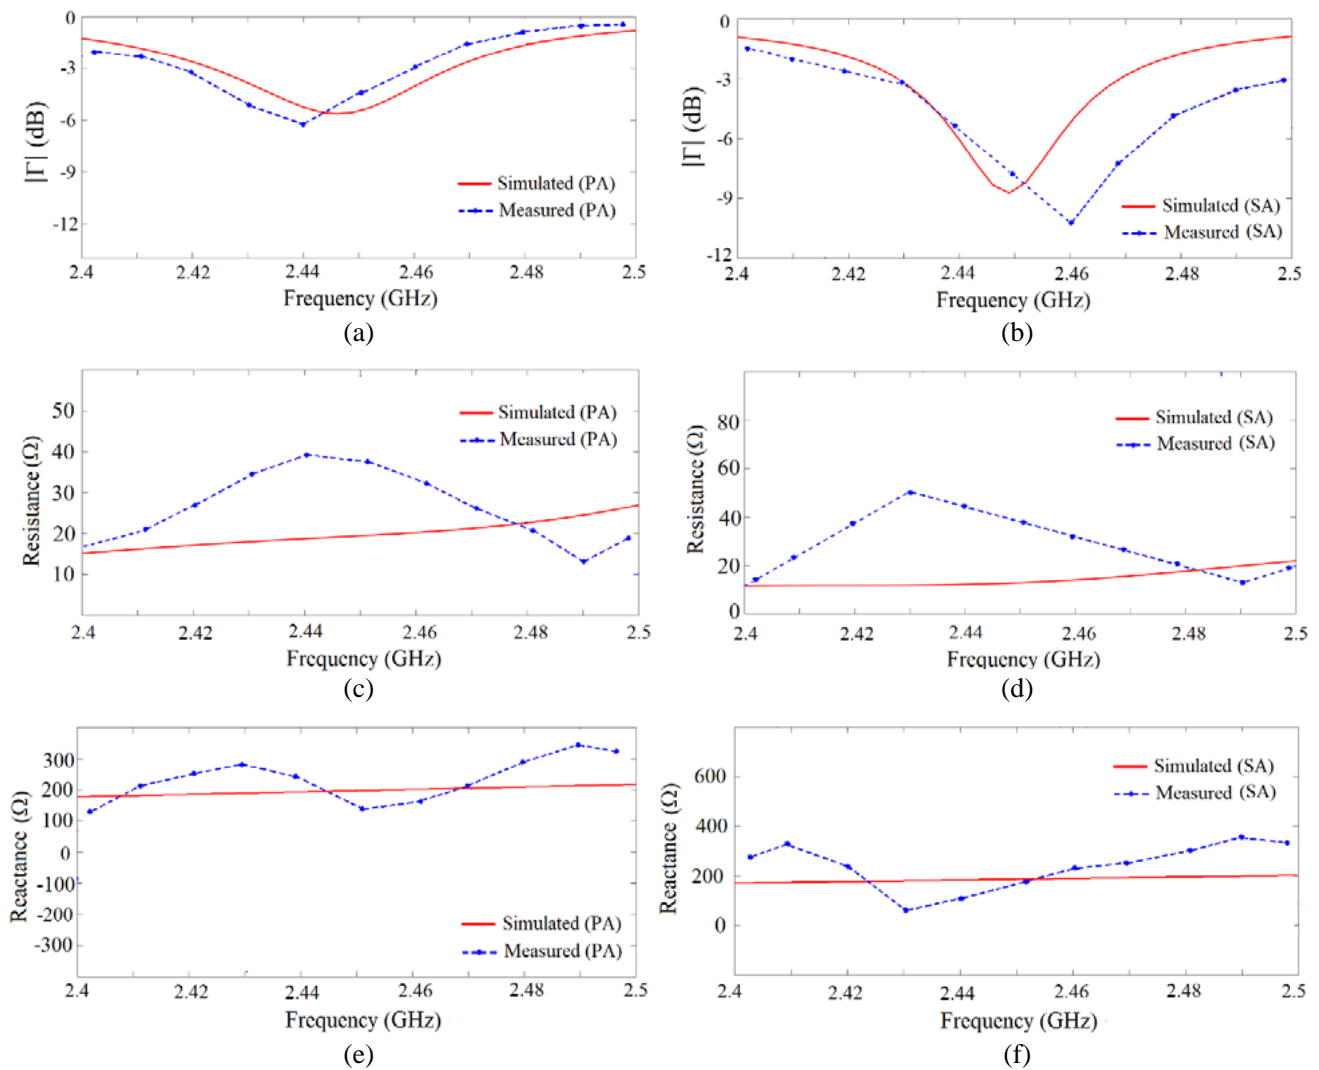 0
-3
-6
-9
-12
|Γ| (dB)
Simulated (PA)
Measured (PA)
2.4 2.42 2.44 2.46 2.48 2.5
Frequency (GHz)
(a)
0
-3
-6
-9
-12
|Γ| (dB)
Simulated (SA)
Measured (SA)
2.4 2.42 2.44 2.46 2.48 2.5
Frequency (GHz)
(b)
50
40
30
20
10
Resistance (Ω)
Simulated (PA)
Measured (PA)
2.4 2.42 2.44 2.46 2.48 2.5
Frequency (GHz)
(c)
80
60
40
20
0
Resistance (Ω)
Simulated (SA)
Measured (SA)
2.4 2.42 2.44 2.46 2.48 2.5
Frequency (GHz)
(d)
300
200
100
0
-100
-200
-300
Reactance (Ω)
Simulated (PA)
Measured (PA)
2.4 2.42 2.44 2.46 2.48 2.5
Frequency (GHz)
(e)
600
400
200
0
Reactance (Ω)
Simulated (SA)
Measured (SA)
2.4 2.42 2.44 2.46 2.48 2.5
Frequency (GHz)
(f)